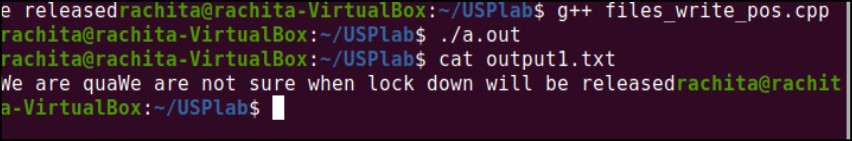 e releasedrachita@rachita-VirtualBox:~/USPlab$ g++ files_write_pos.cpp
rachita@rachita-VirtualBox:~/USPlab$ ./a.out
rachita@rachita-VirtualBox:~/USPlab$ cat output1.txt
We are quaWe are not sure when lock down will be releasedrachita@rachit
a-VirtualBox:~/USPlab$